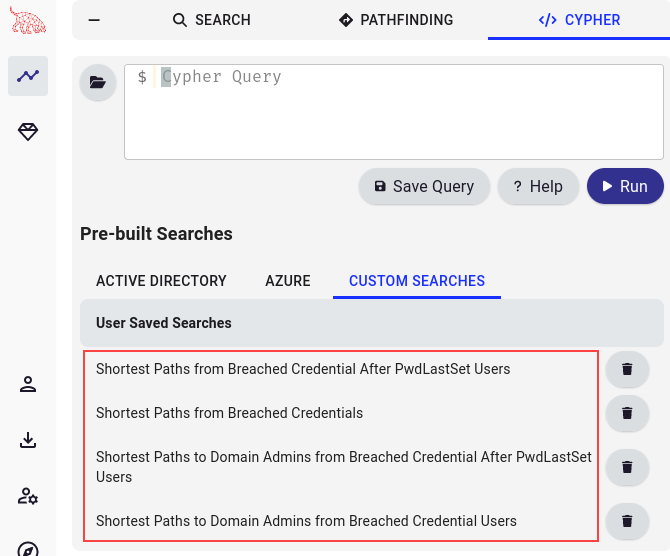 SEARCH
PATHFINDING
CYPHER
$ Cypher Query
Save Query
? Help
Run
Pre-built Searches
ACTIVE DIRECTORY
AZURE
CUSTOM SEARCHES
User Saved Searches
Shortest Paths from Breached Credential After PwdLastSet Users
Shortest Paths from Breached Credentials
Shortest Paths to Domain Admins from Breached Credential After PwdLastSet
Users
Shortest Paths to Domain Admins from Breached Credential Users